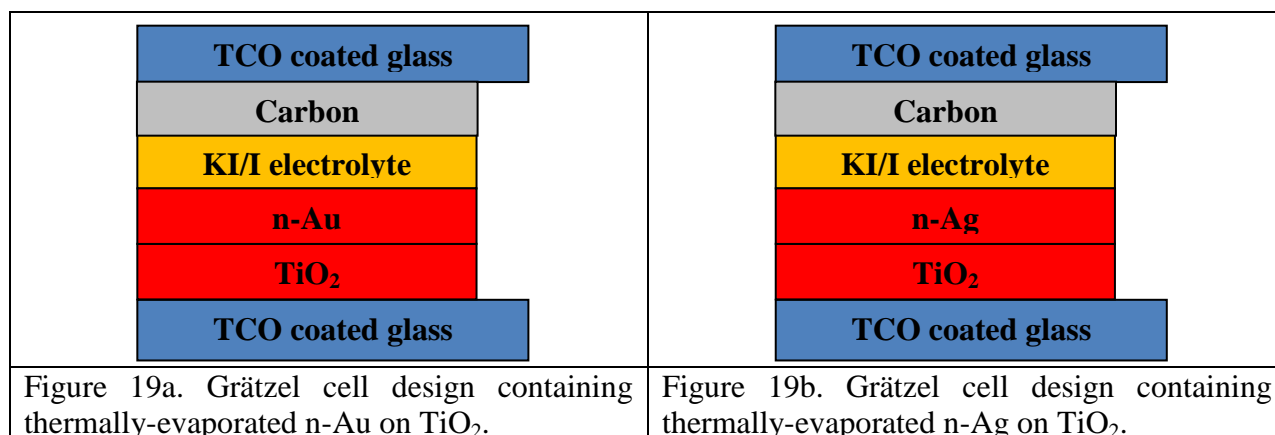 TCO coated glass
Carbon
KI/I electrolyte
n-Au
TiO₂
TCO coated glass
Figure 19a. Grätzel cell design containing
thermally-evaporated n-Au on TiO₂.
TCO coated glass
Carbon
KI/I electrolyte
n-Ag
TiO₂
TCO coated glass
Figure 19b. Grätzel cell design containing
thermally-evaporated n-Ag on TiO₂.